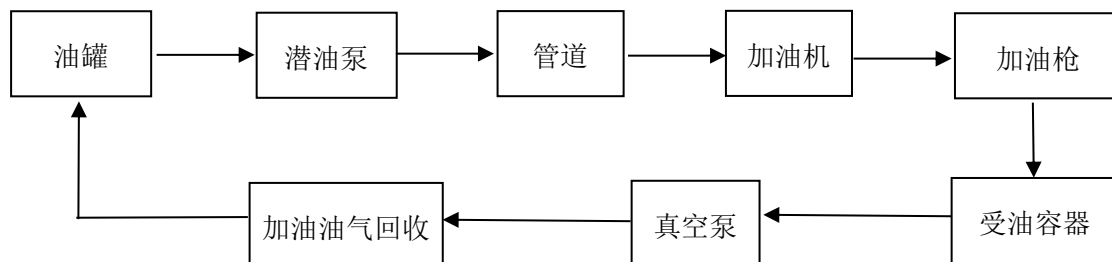 油罐
潜油泵
管道
加油机
加油枪
加油油气回收
真空泵
受油容器